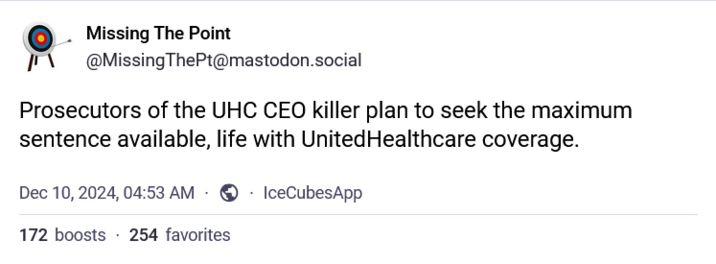 Missing The Point
@MissingThePt@mastodon.social
Prosecutors of the UHC CEO killer plan to seek the maximum
sentence available, life with UnitedHealthcare coverage.
Dec 10, 2024, 04:53 AM · · IceCubesApp
172 boosts · 254 favorites